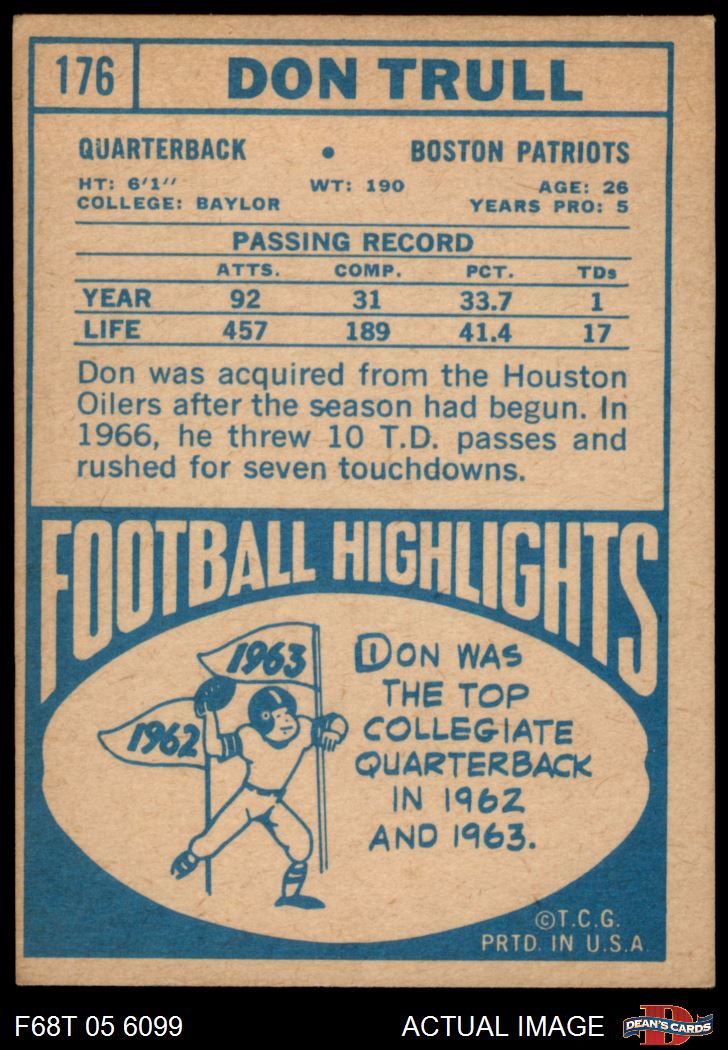 176
DON TRULL
QUARTERBACK • BOSTON PATRIOTS
HT: 6'1'' WT: 190 AGE: 26
COLLEGE: BAYLOR YEARS PRO: 5
PASSING RECORD
ATTS. COMP. PCT. TDs
YEAR 92 31 33.7 1
LIFE 457 189 41.4 17
Don was acquired from the Houston
Oilers after the season had begun. In
1966, he threw 10 T.D. passes and
rushed for seven touchdowns.
FOOTBALL HIGHLIGHTS
1963
1962
DON WAS
THE TOP
COLLEGIATE
QUARTERBACK
IN 1962
AND 1963.
©T.C.G.
PRTD. IN U.S.A.
F68T 05 6099 ACTUAL IMAGE
D
DEAN'S CARDS